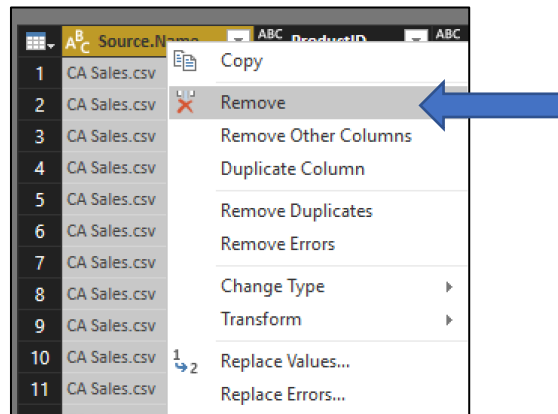 ABC Source.Name ABC ProductID ABC
1 CA Sales.csv
Copy
2 CA Sales.csv
Remove
3 CA Sales.csv
Remove Other Columns
4 CA Sales.csv
Duplicate Column
5 CA Sales.csv
Remove Duplicates
6 CA Sales.csv
Remove Errors
7 CA Sales.csv
8 CA Sales.csv
Change Type
9 CA Sales.csv
Transform
10 CA Sales.csv
1 2 Replace Values...
11 CA Sales.csv
Replace Errors...